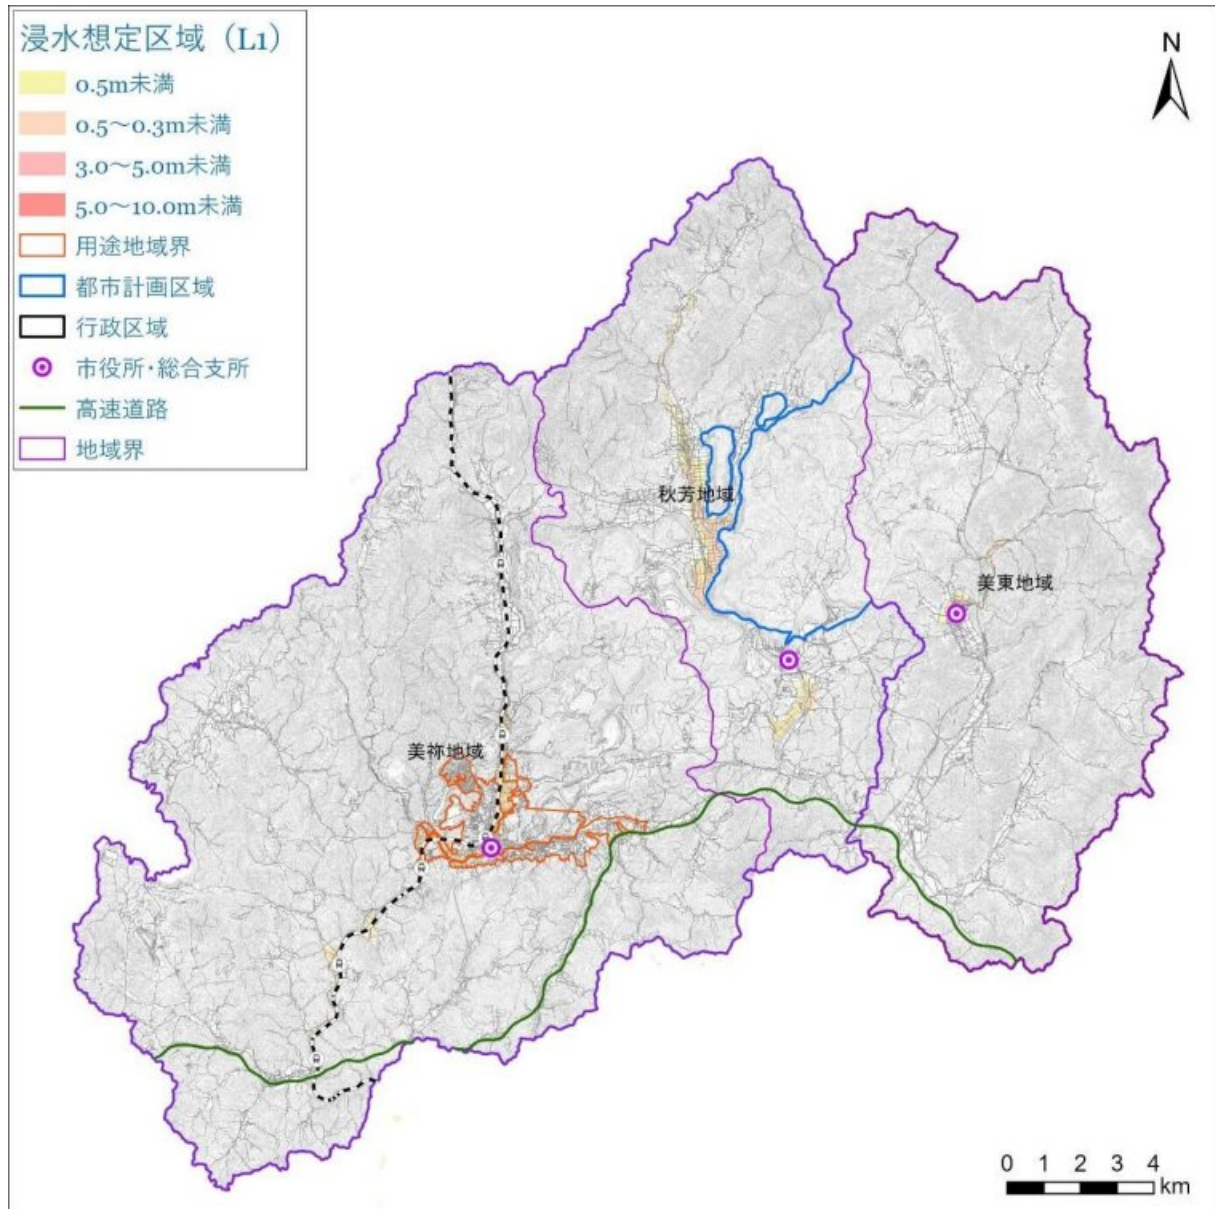 浸水想定区域（L1）
0.5m未満
0.5～0.3m未満
3.0～5.0m未満
5.0～10.0m未満
用途地域界
都市計画区域
行政区域
市役所・総合支所
高速道路
地域界
N
秋芳地域
美東地域
美祢地域
0 1 2 3 4
km